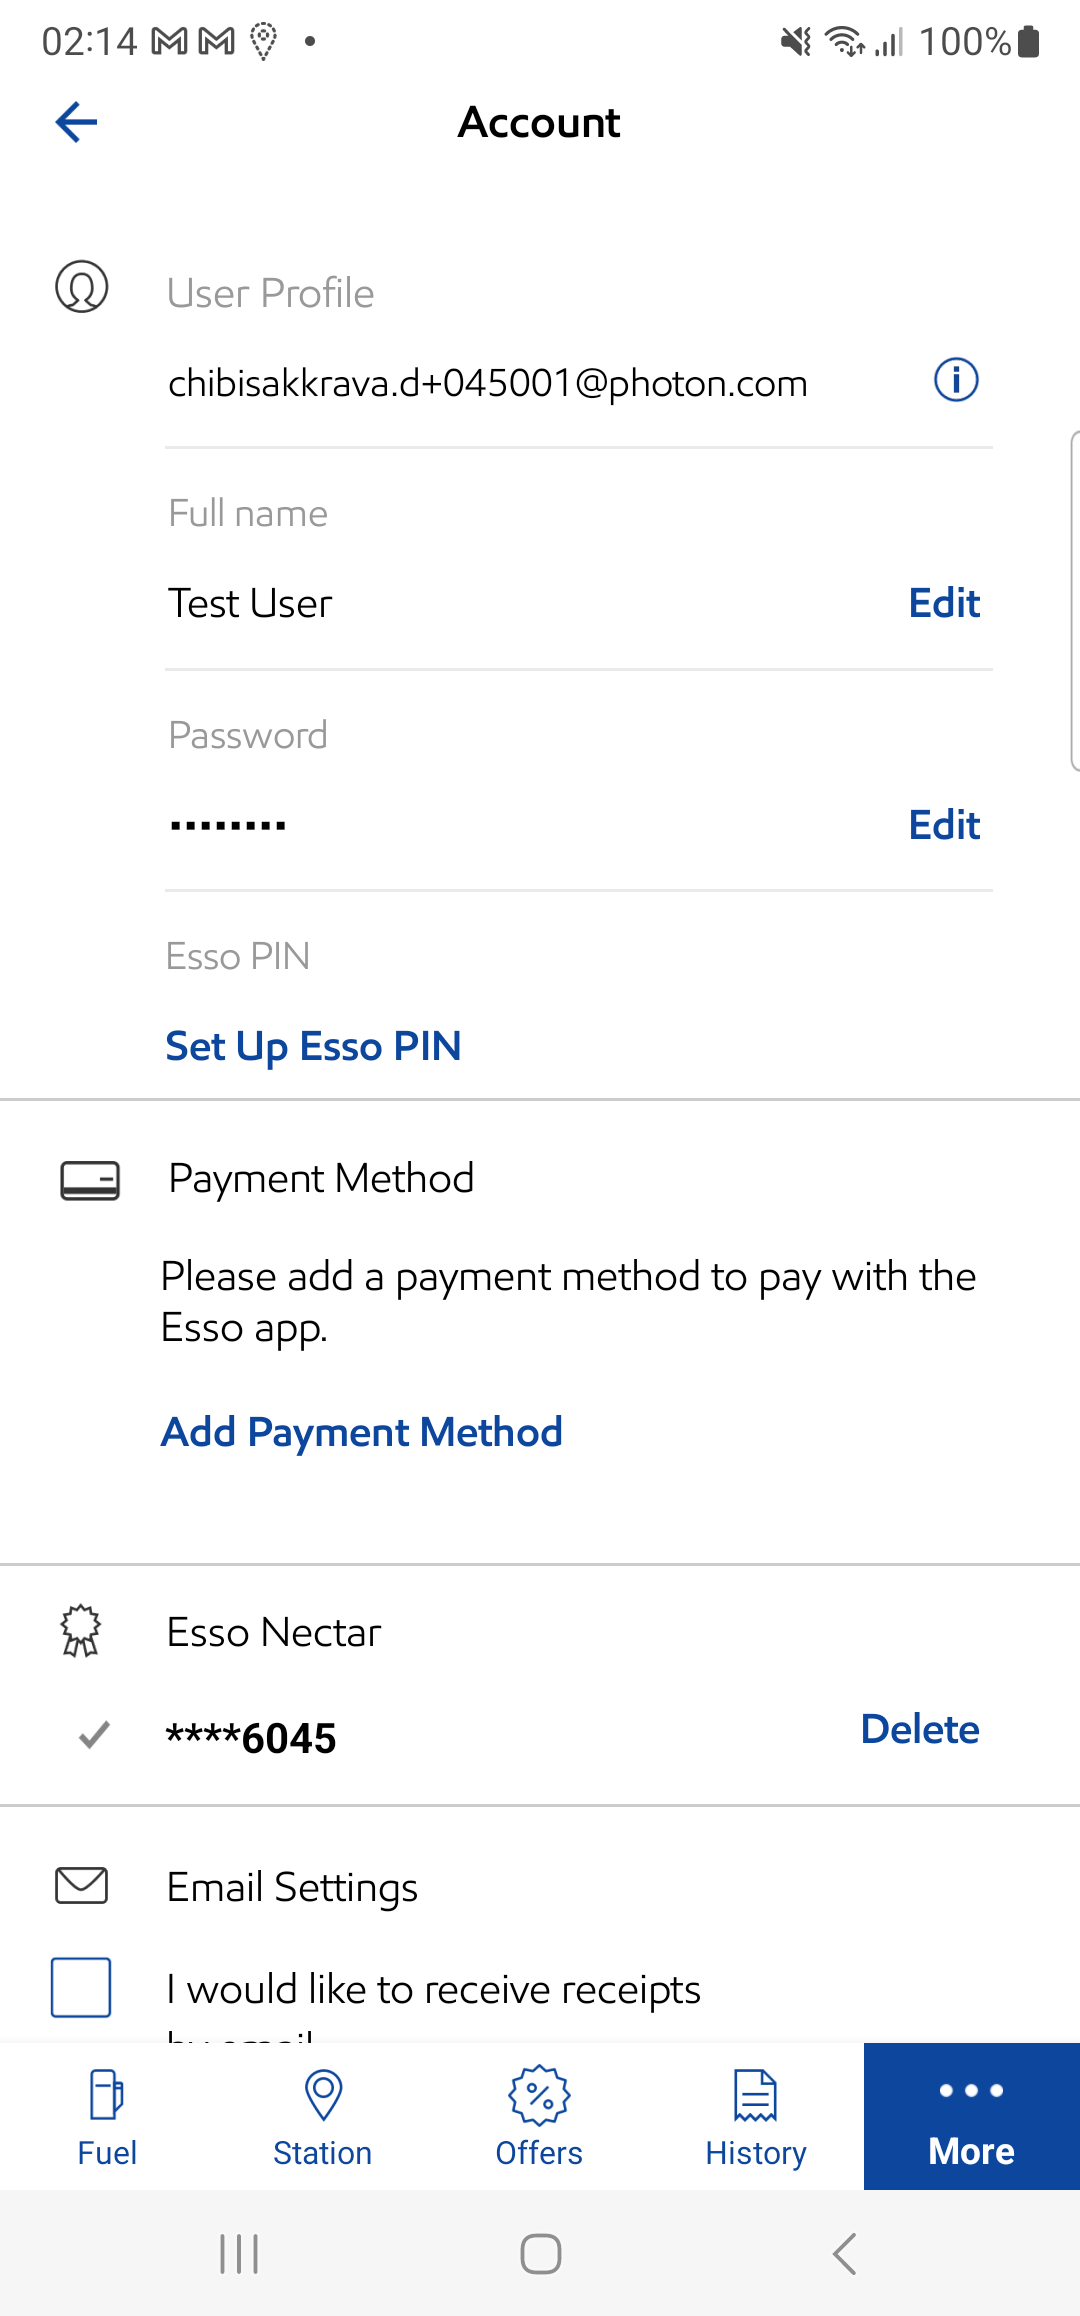 02:14
100%
Account
User Profile
chibisakkrava.d+045001@photon.com
Full name
Test User Edit
Password
........ Edit
Esso PIN
Set Up Esso PIN
Payment Method
Please add a payment method to pay with the
Esso app.
Add Payment Method
Esso Nectar
****6045 Delete
Email Settings
I would like to receive receipts
by email
Fuel Station Offers History More